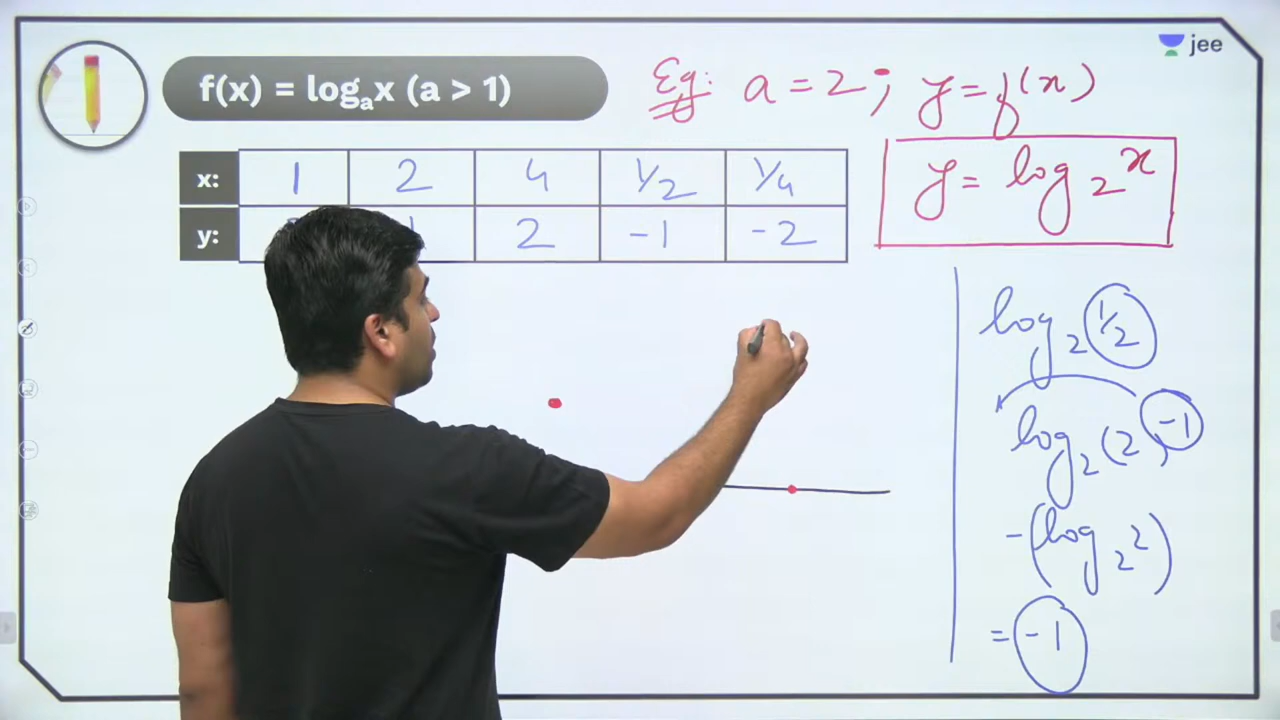 jee
f(x) = logₐx (a > 1)
Eg: a = 2; y = f(x)
x: 1 2 4 1/2 1/4
y: 1 2 -1 -2
y = log₂x
log₂ 1/2
log₂(2)⁻¹
-(log₂2)
= -1